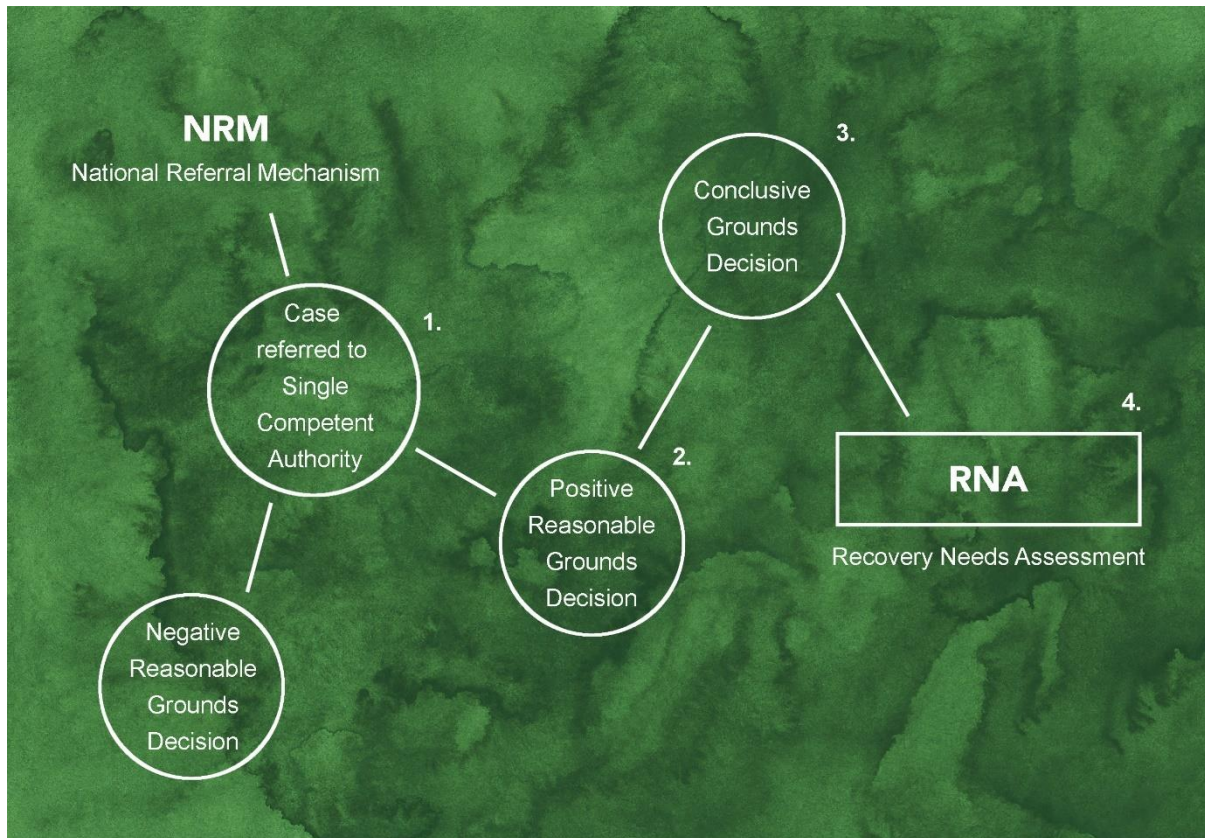 NRM
National Referral Mechanism
1.
Case
referred to
Single
Competent
Authority
Negative
Reasonable
Grounds
Decision
2.
Positive
Reasonable
Grounds
Decision
3.
Conclusive
Grounds
Decision
4.
RNA
Recovery Needs Assessment